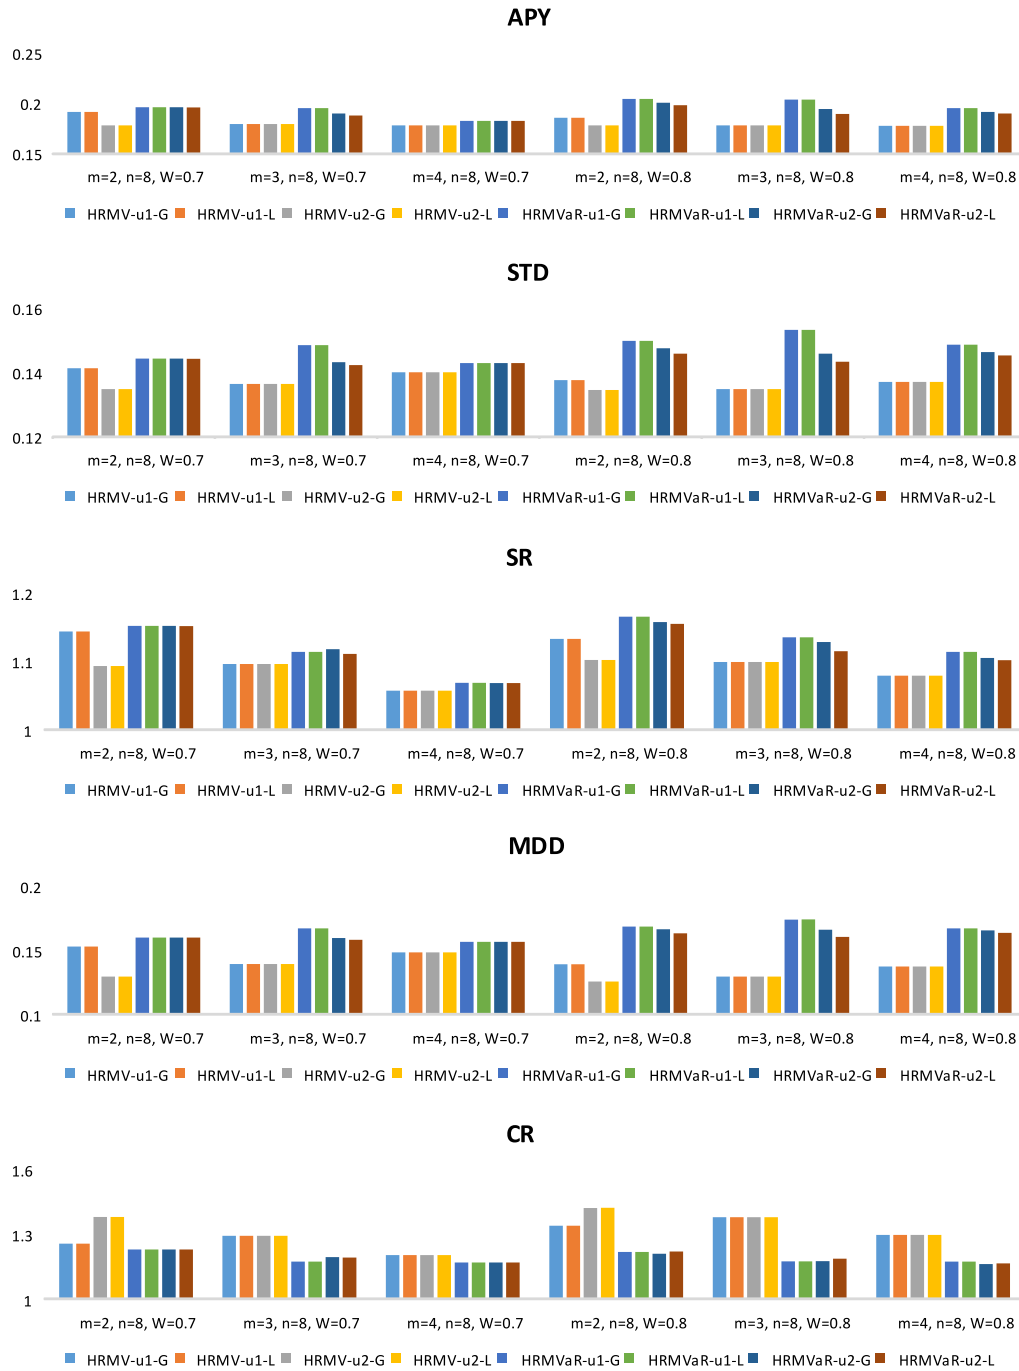 APY
0.25
0.2
0.15
m=2, n=8, W=0.7 m=3, n=8, W=0.7 m=4, n=8, W=0.7 m=2, n=8, W=0.8 m=3, n=8, W=0.8 m=4, n=8, W=0.8
HRMV-u1-G HRMV-u1-L HRMV-u2-G HRMV-u2-L HRMVaR-u1-G HRMVaR-u1-L HRMVaR-u2-G HRMVaR-u2-L
STD
0.16
0.14
0.12
m=2, n=8, W=0.7 m=3, n=8, W=0.7 m=4, n=8, W=0.7 m=2, n=8, W=0.8 m=3, n=8, W=0.8 m=4, n=8, W=0.8
HRMV-u1-G HRMV-u1-L HRMV-u2-G HRMV-u2-L HRMVaR-u1-G HRMVaR-u1-L HRMVaR-u2-G HRMVaR-u2-L
SR
1.2
1.1
1
m=2, n=8, W=0.7 m=3, n=8, W=0.7 m=4, n=8, W=0.7 m=2, n=8, W=0.8 m=3, n=8, W=0.8 m=4, n=8, W=0.8
HRMV-u1-G HRMV-u1-L HRMV-u2-G HRMV-u2-L HRMVaR-u1-G HRMVaR-u1-L HRMVaR-u2-G HRMVaR-u2-L
MDD
0.2
0.15
0.1
m=2, n=8, W=0.7 m=3, n=8, W=0.7 m=4, n=8, W=0.7 m=2, n=8, W=0.8 m=3, n=8, W=0.8 m=4, n=8, W=0.8
HRMV-u1-G HRMV-u1-L HRMV-u2-G HRMV-u2-L HRMVaR-u1-G HRMVaR-u1-L HRMVaR-u2-G HRMVaR-u2-L
CR
1.6
1.3
1
m=2, n=8, W=0.7 m=3, n=8, W=0.7 m=4, n=8, W=0.7 m=2, n=8, W=0.8 m=3, n=8, W=0.8 m=4, n=8, W=0.8
HRMV-u1-G HRMV-u1-L HRMV-u2-G HRMV-u2-L HRMVaR-u1-G HRMVaR-u1-L HRMVaR-u2-G HRMVaR-u2-L